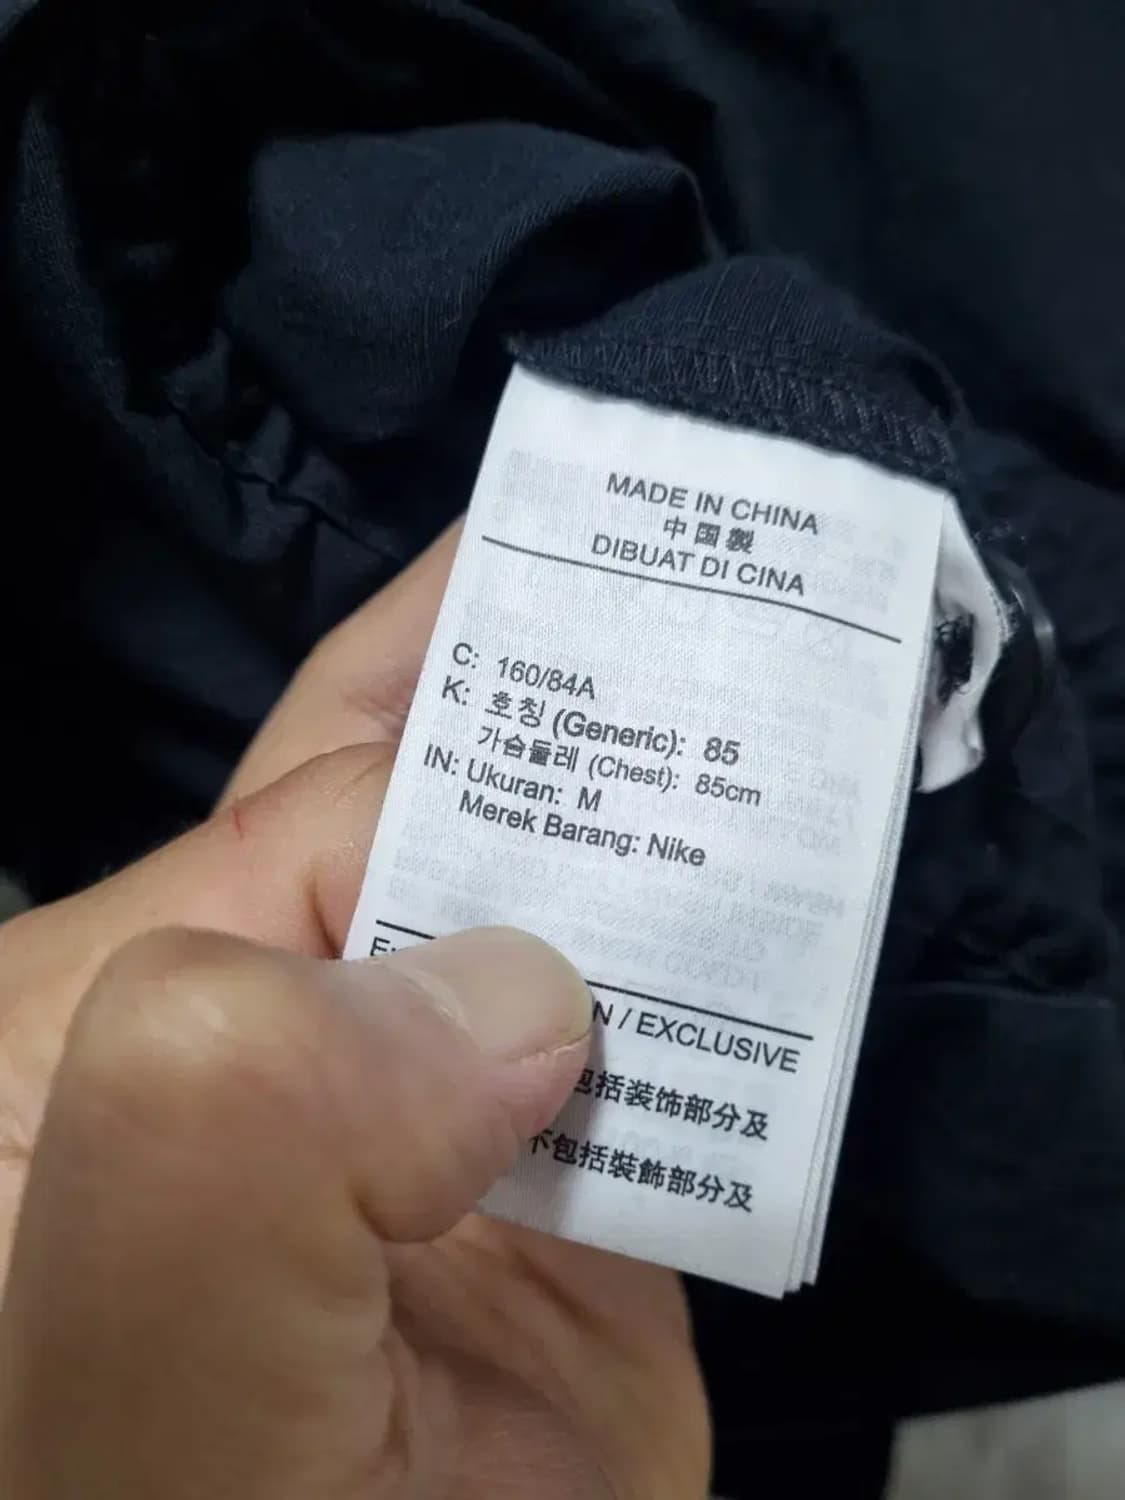 MADE IN CHINA
中国製
DIBUAT DI CINA
C: 160/84A
K: 호칭 (Generic): 85
가슴둘레 (Chest): 85cm
IN: Ukuran: M
Merek Barang: Nike
/ EXCLUSIVE
包括装饰部分及
不包括裝飾部分及